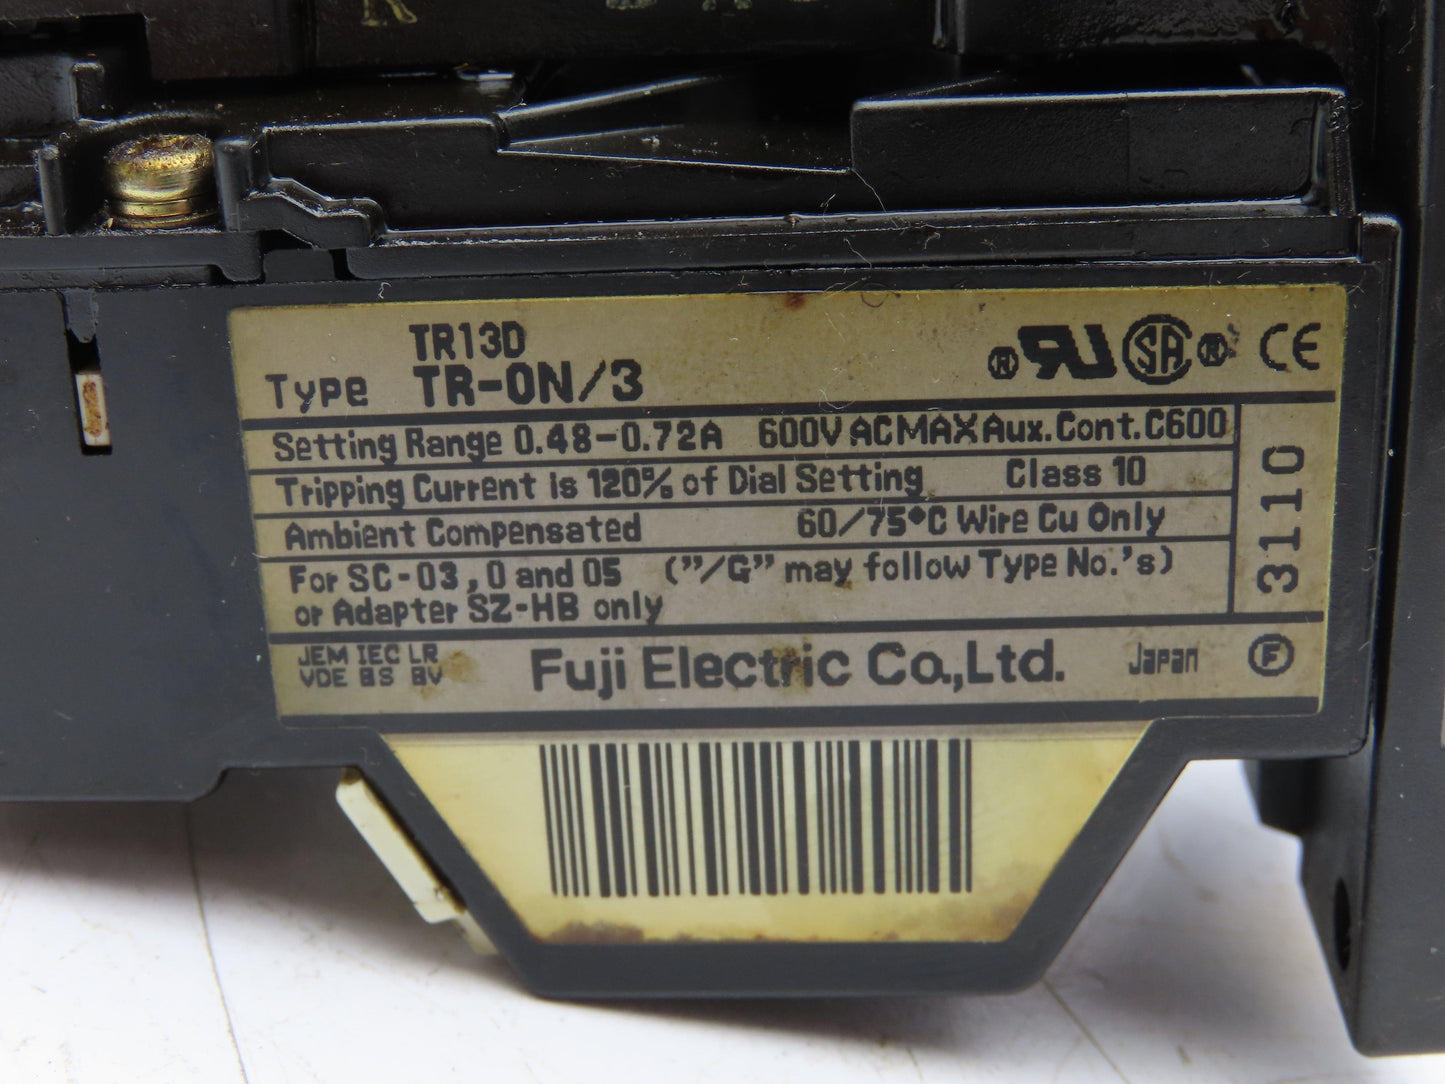 TR13D
Type TR-0N/3
® RU SA ® CE
Setting Range 0.48-0.72A 600V AC MAX Aux. Cont. C600
Tripping Current is 120% of Dial Setting Class 10
Ambient Compensated 60/75°C Wire Cu Only
For SC-03, 0 and 05 ("/G" may follow Type No.'s)
or Adapter SZ-HB only
3110
JEM IEC LR
VDE BS BV
Fuji Electric Co.,Ltd. Japan F